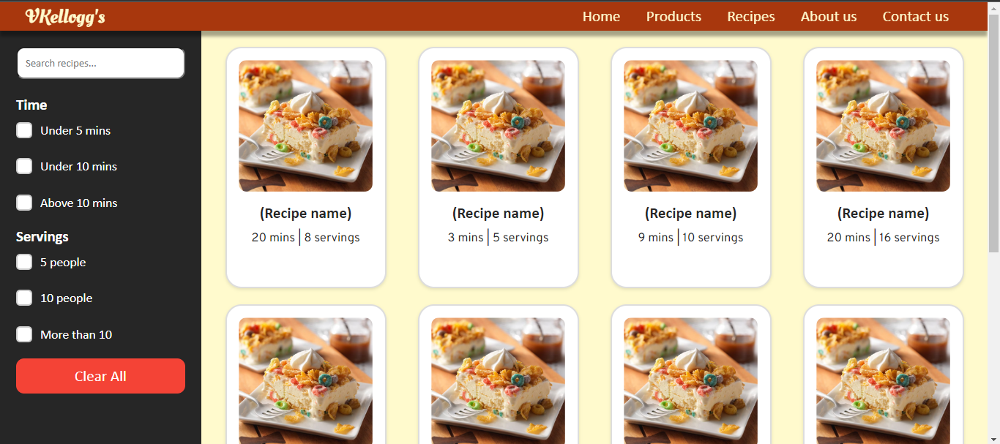 VKellogg's
Home Products Recipes About us Contact us
Search recipes...
Time
Under 5 mins
Under 10 mins
Above 10 mins
Servings
5 people
10 people
More than 10
Clear All
(Recipe name)
20 mins | 8 servings
(Recipe name)
3 mins | 5 servings
(Recipe name)
9 mins | 10 servings
(Recipe name)
20 mins | 16 servings